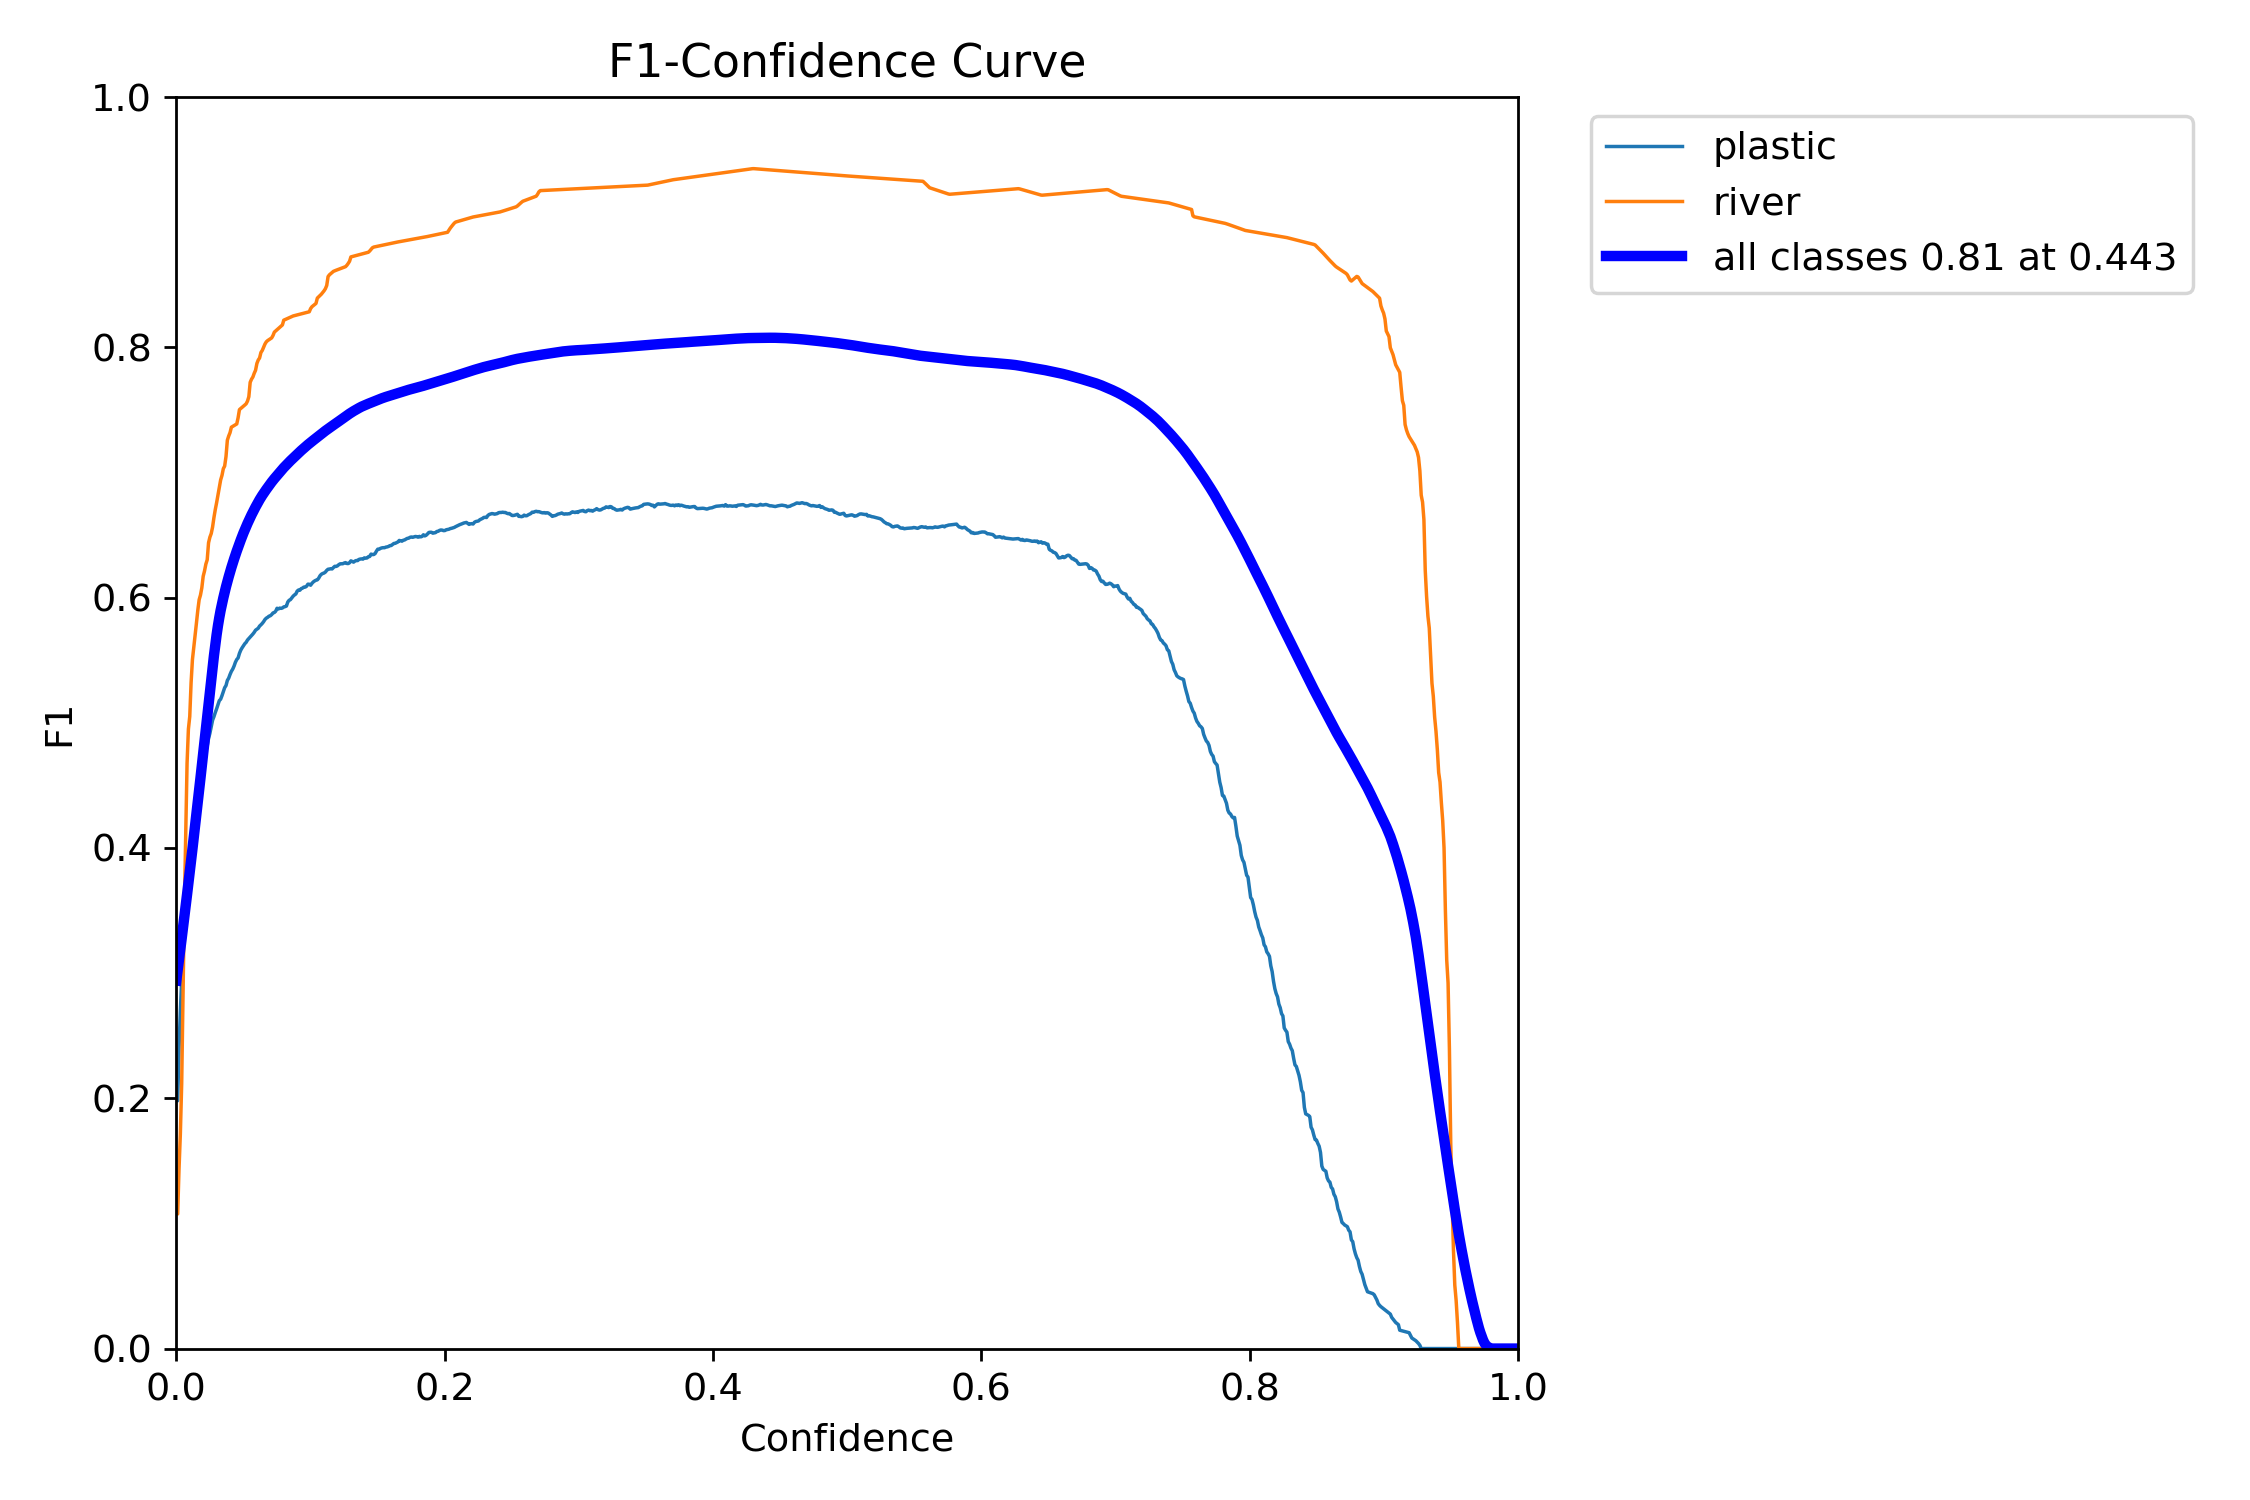 F1-Confidence Curve
1.0
0.8
0.6
0.4
0.2
0.0
F1
0.0 0.2 0.4 0.6 0.8 1.0
Confidence
plastic
river
all classes 0.81 at 0.443